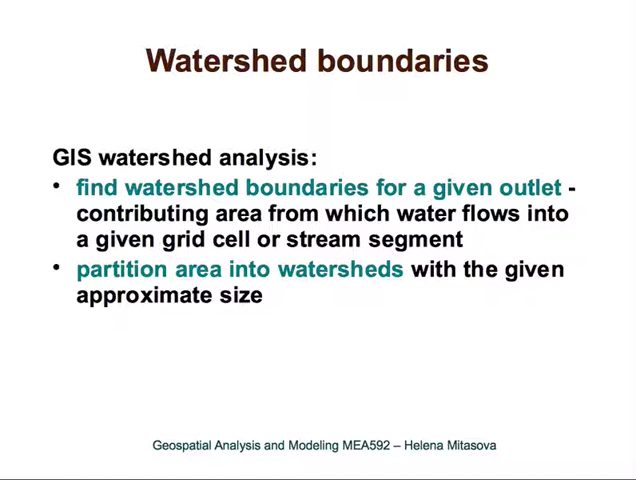 Watershed boundaries
GIS watershed analysis:
• find watershed boundaries for a given outlet -
contributing area from which water flows into
a given grid cell or stream segment
• partition area into watersheds with the given
approximate size
Geospatial Analysis and Modeling MEA592 – Helena Mitasova